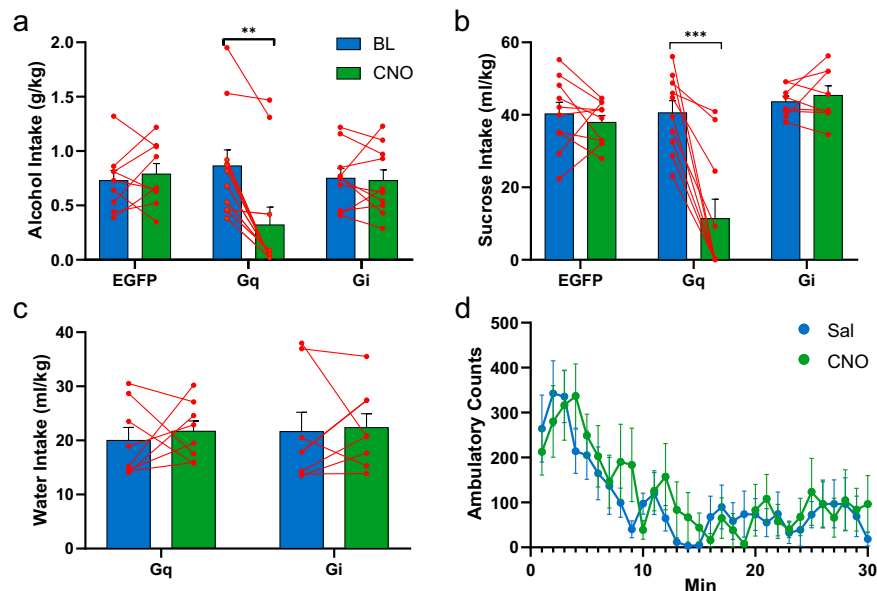 a
Alcohol Intake (g/kg)
2.0
1.5
1.0
0.5
0.0
**
BL
CNO
EGFP
Gq
Gi
b
Sucrose Intake (ml/kg)
60
40
20
0
***
EGFP
Gq
Gi
c
Water Intake (ml/kg)
40
30
20
10
0
Gq
Gi
d
Ambulatory Counts
500
400
300
200
100
0
Sal
CNO
0
10
20
30
Min